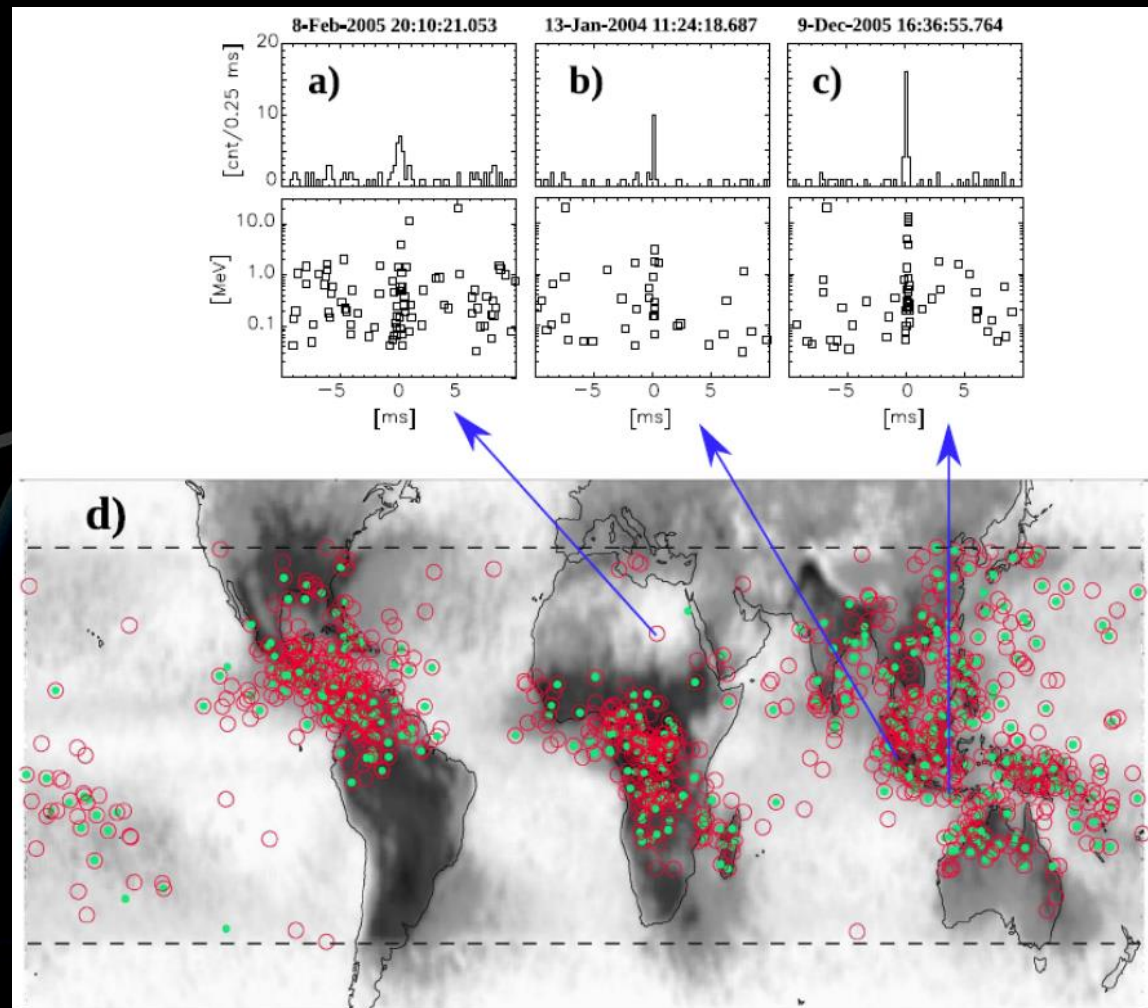 8-Feb-2005 20:10:21.053
13-Jan-2004 11:24:18.687
9-Dec-2005 16:36:55.764
a)
b)
c)
[cnt/0.25 ms]
20
10
0
[MeV]
10.0
1.0
0.1
-5 0 5
-5 0 5
-5 0 5
[ms]
[ms]
[ms]
d)